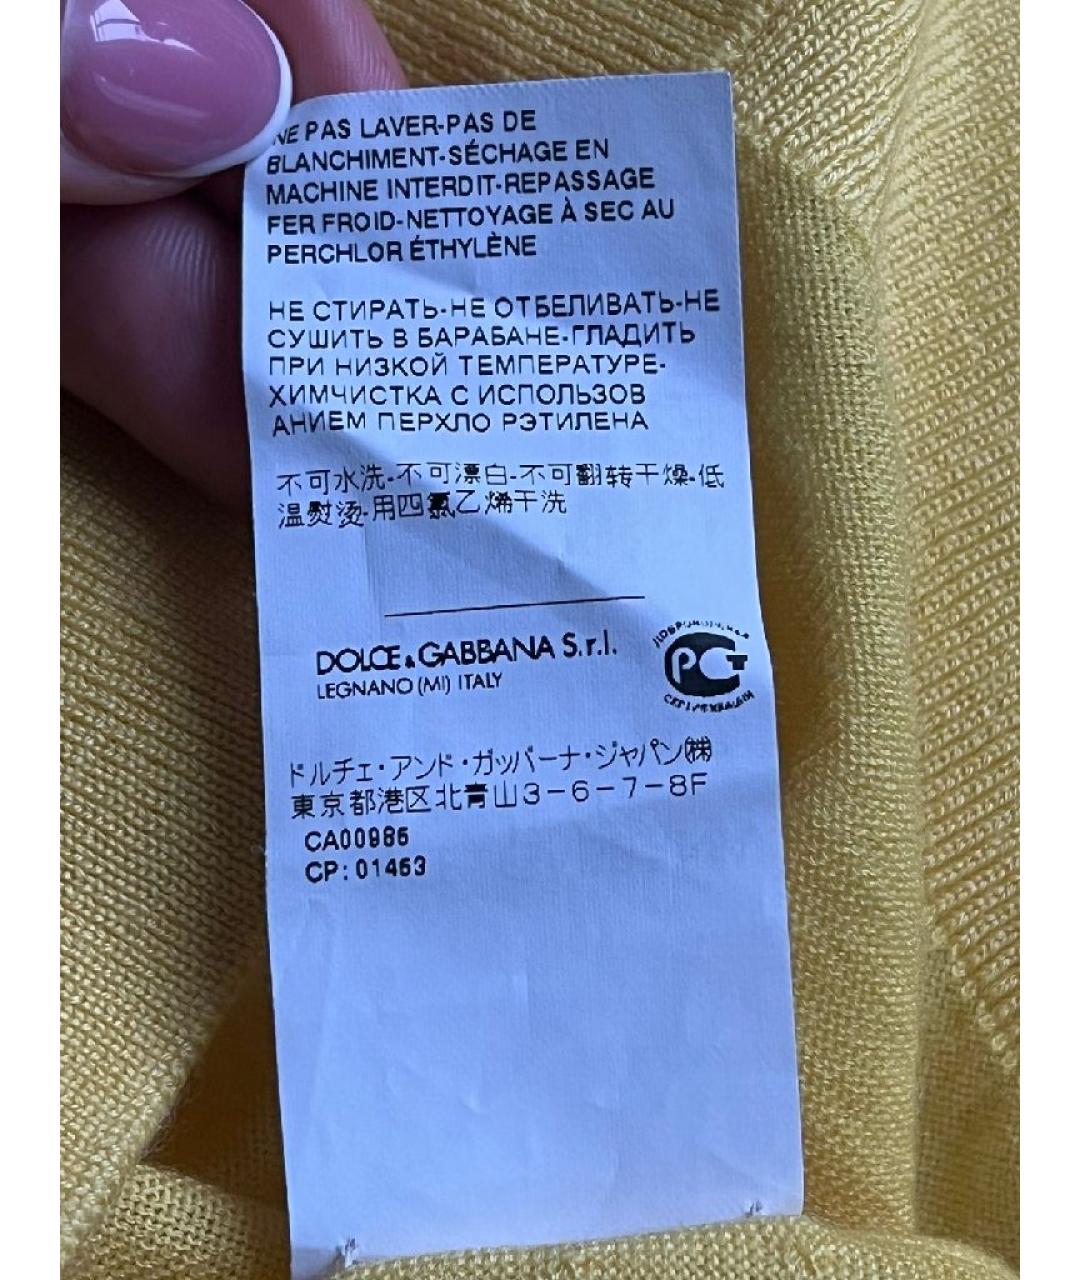 NE PAS LAVER-PAS DE
BLANCHIMENT-SÉCHAGE EN
MACHINE INTERDIT-REPASSAGE
FER FROID-NETTOYAGE À SEC AU
PERCHLOR ÉTHYLÈNE
НЕ СТИРАТЬ-НЕ ОТБЕЛИВАТЬ-НЕ
СУШИТЬ В БАРАБАНЕ-ГЛАДИТЬ
ПРИ НИЗКОЙ ТЕМПЕРАТУРЕ-
ХИМЧИСТКА С ИСПОЛЬЗОВ
АНИЕМ ПЕРХЛО РЭТИЛЕНА
不可水洗-不可漂白-不可翻转干燥-低
温熨烫-用四氯乙烯干洗
DOLCE & GABBANA S.r.l.
LEGNANO (MI) ITALY
РСТ
ドルチェ・アンド・ガッバーナ・ジャパン㈱
東京都港区北青山3-6-7-8F
CA00985
CP: 01463